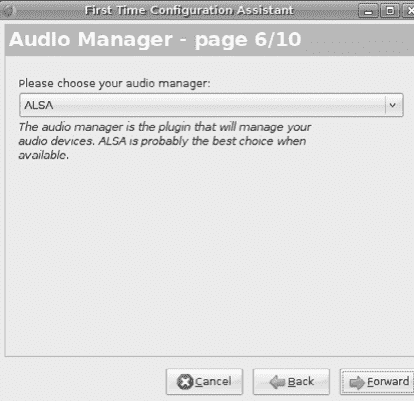 First Time Configuration Assistant
Audio Manager - page 6/10
Please choose your audio manager:
ALSA
The audio manager is the plugin that will manage your
audio devices. ALSA is probably the best choice when
available.
Cancel
Back
Forward